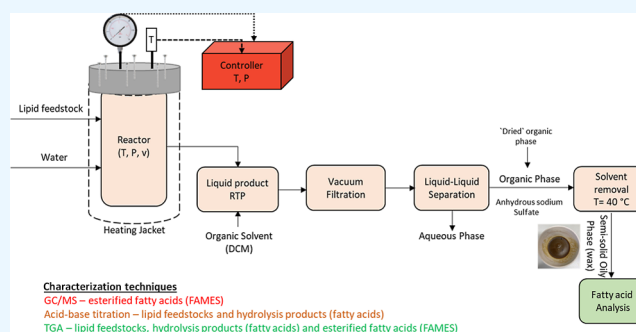 T
Controller
T, P
Lipid feedstock
Water
Reactor
(T, P, v)
Heating Jacket
Liquid product
RTP
Organic Solvent
(DCM)
Vacuum
Filtration
Liquid-Liquid
Separation
Aqueous Phase
"Dried" organic
phase
Organic Phase
Anhydrous sodium
Sulfate
Solvent
removal
T= 40 °C
Semi-solid Oily
Phase (wax)
Fatty acid
Analysis
Characterization techniques
GC/MS – esterified fatty acids (FAMES)
Acid-base titration – lipid feedstocks and hydrolysis products (fatty acids)
TGA – lipid feedstocks, hydrolysis products (fatty acids) and esterified fatty acids (FAMES)